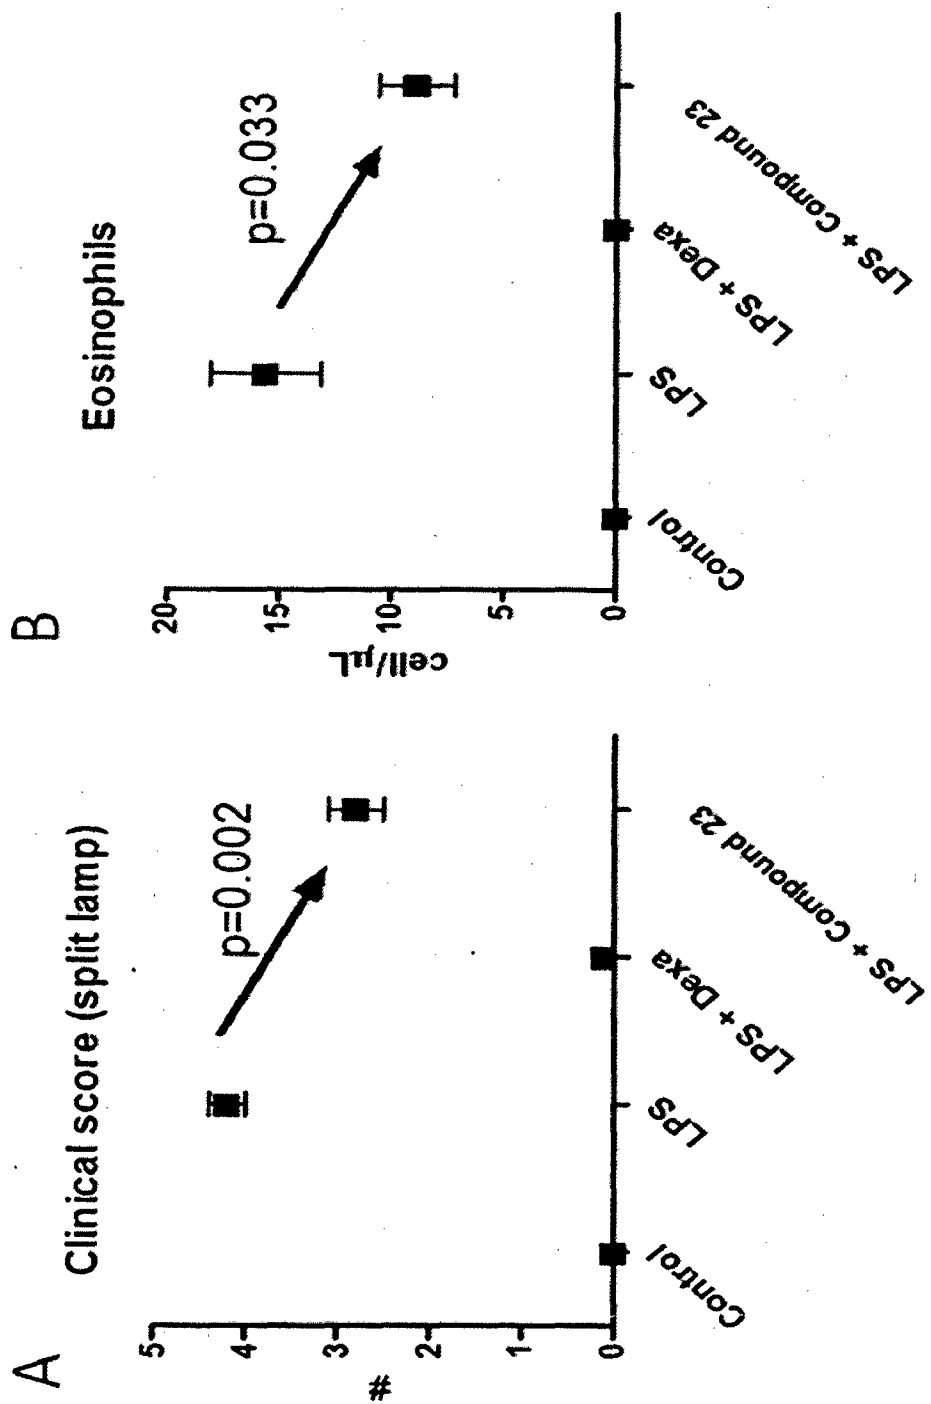 A
Clinical score (split lamp)
p=0.002
#
5
4
3
2
1
0
Control
LPS
LPS + Dexa
LPS + Compound 23
B
Eosinophils
p=0.033
cell/µL
20
15
10
5
0
Control
LPS
LPS + Dexa
LPS + Compound 23